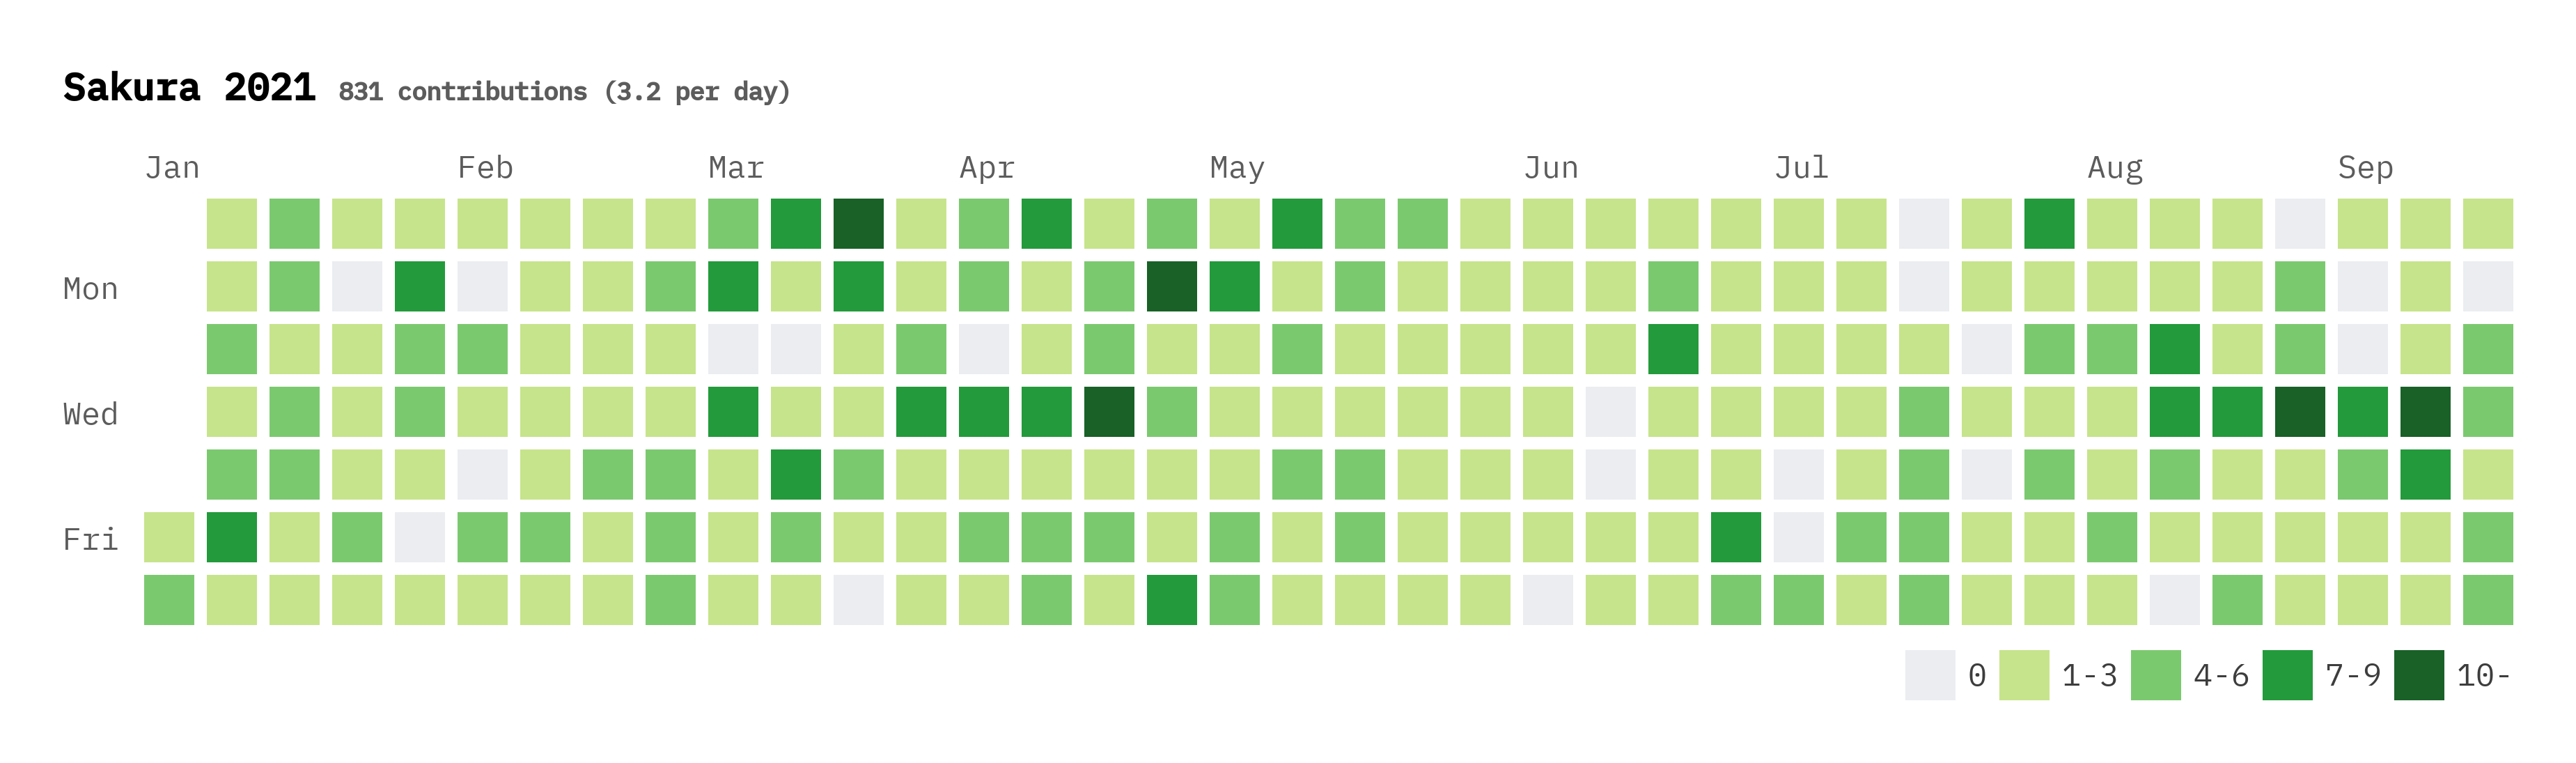 Sakura 2021 831 contributions (3.2 per day)
Jan Feb Mar Apr May Jun Jul Aug Sep
Mon
Wed
Fri
0 1-3 4-6 7-9 10-